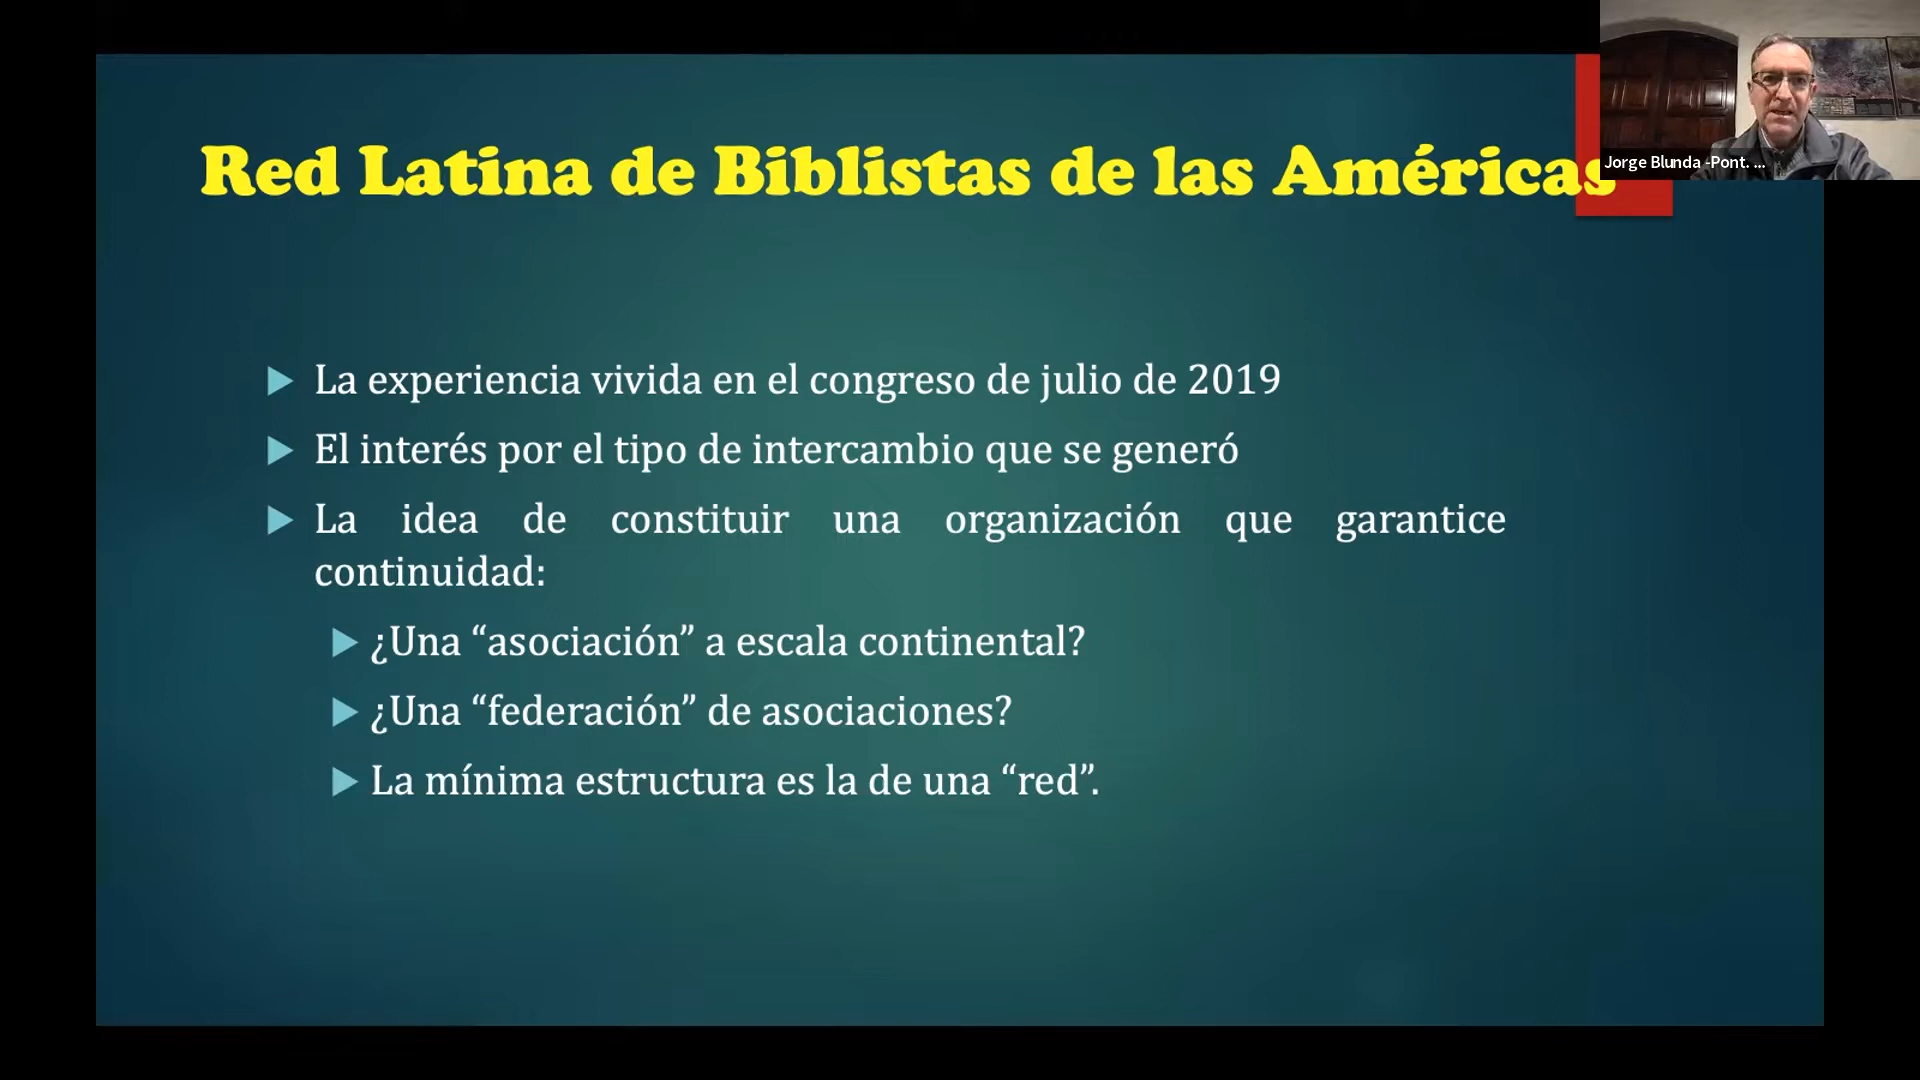 Red Latina de Biblistas de las Américas
Jorge Blunda -Pont. ...
La experiencia vivida en el congreso de julio de 2019
El interés por el tipo de intercambio que se generó
La idea de constituir una organización que garantice
continuidad:
¿Una “asociación” a escala continental?
¿Una “federación” de asociaciones?
La mínima estructura es la de una “red”.